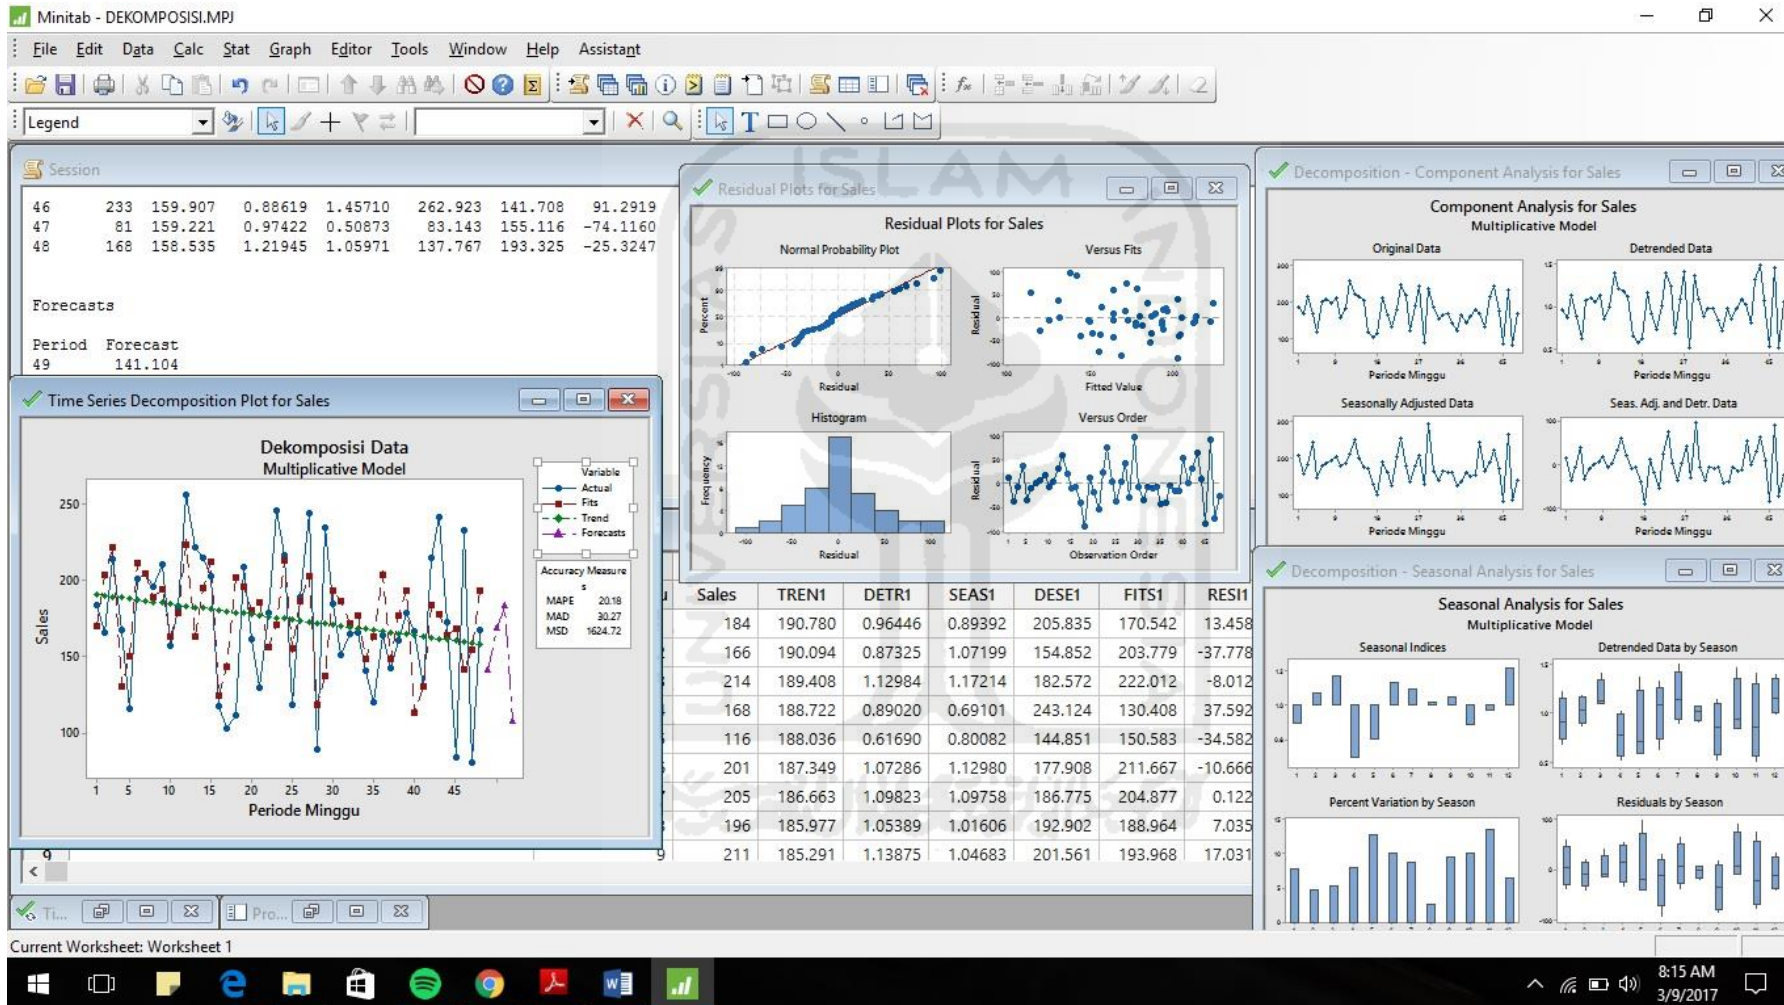 Minitab - DEKOMPOSISI.MPJ
File Edit Data Calc Stat Graph Editor Tools Window Help Assistant
Legend
Session
46 233 159.907 0.88619 1.45710 262.923 141.708 91.2919
47 81 159.221 0.97422 0.50873 83.143 155.116 -74.1160
48 168 158.535 1.21945 1.05971 137.767 193.325 -25.3247
Forecasts
Period Forecast
49 141.104
Time Series Decomposition Plot for Sales
Dekomposisi Data
Multiplicative Model
Variable
Actual
Fits
Trend
Forecasts
Accuracy Measure
s
MAPE 20.18
MAD 30.27
MSD 1624.72
Sales
250
200
150
100
1 5 10 15 20 25 30 35 40 45
Periode Minggu
Residual Plots for Sales
Residual Plots for Sales
Normal Probability Plot
Percent
Residual
Versus Fits
Residual
Fitted Value
Histogram
Frequency
Residual
Versus Order
Residual
Observation Order
Decomposition - Component Analysis for Sales
Component Analysis for Sales
Multiplicative Model
Original Data
Periode Minggu
Detrended Data
Periode Minggu
Seasonally Adjusted Data
Periode Minggu
Seas. Adj. and Detr. Data
Periode Minggu
Decomposition - Seasonal Analysis for Sales
Seasonal Analysis for Sales
Multiplicative Model
Seasonal Indices
Detrended Data by Season
Percent Variation by Season
Residuals by Season
Sales TREN1 DETR1 SEAS1 DESE1 FITS1 RESI1
184 190.780 0.96446 0.89392 205.835 170.542 13.458
166 190.094 0.87325 1.07199 154.852 203.779 -37.778
214 189.408 1.12984 1.17214 182.572 222.012 -8.012
168 188.722 0.89020 0.69101 243.124 130.408 37.592
116 188.036 0.61690 0.80082 144.851 150.583 -34.582
201 187.349 1.07286 1.12980 177.908 211.667 -10.666
205 186.663 1.09823 1.09758 186.775 204.877 0.122
196 185.977 1.05389 1.01606 192.902 188.964 7.035
9 9 211 185.291 1.13875 1.04683 201.561 193.968 17.031
Ti...
Pro...
Current Worksheet: Worksheet 1
8:15 AM
3/9/2017
UNIVERSITAS ISLAM INDONESIA